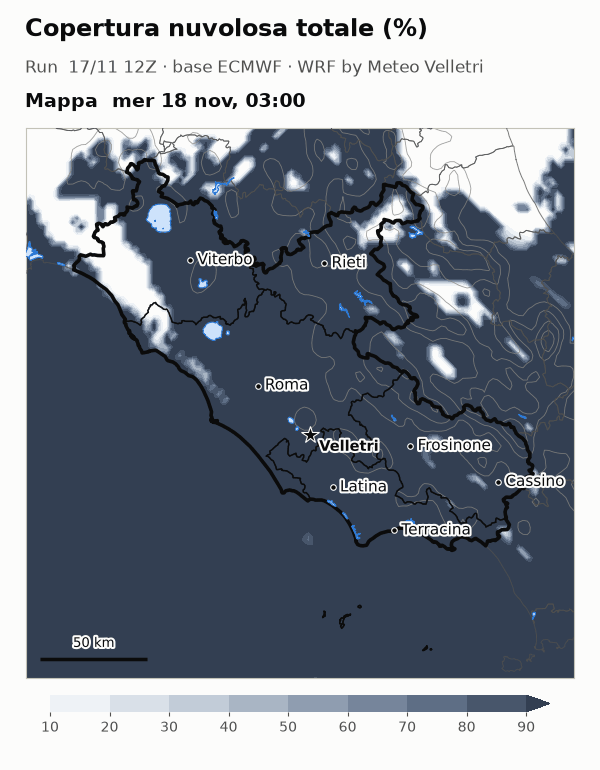 Copertura nuvolosa totale (%)
Run  17/11 12Z · base ECMWF · WRF by Meteo Velletri
Mappa  mer 18 nov, 03:00
Viterbo
Rieti
Roma
Velletri
Frosinone
Cassino
Latina
Terracina
50 km
10 20 30 40 50 60 70 80 90